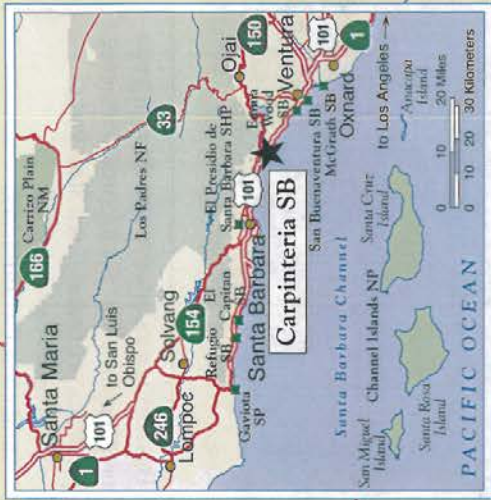 Santa Maria
166
Carrizo Plain
NM
101
to San Luis
Obispo
1
33
Los Padres NF
246
Lompoc
Solvang
154
Ojai
150
Refugio
SB
El
Capitan
SB
El Presidio de
Santa Barbara SHP
Gaviota
SP
Santa Barbara
101
Emma
Wood
SB
Ventura
101
Carpinteria SB
San Buenaventura SB
McGrath SB
Oxnard
1
Santa Barbara Channel
Channel Islands NP
to Los Angeles
San Miguel
Island
Santa Rosa
Island
Santa Cruz
Island
Anacapa
Island
PACIFIC OCEAN
0 10 20 Miles
0 10 20 30 Kilometers